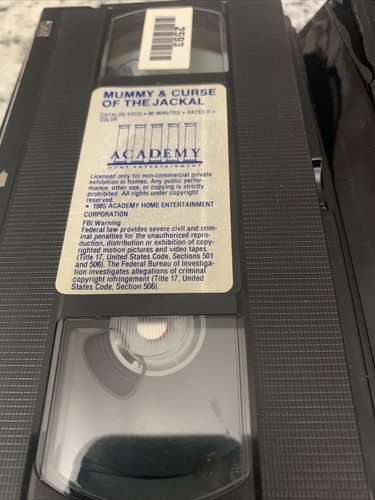 2593
MUMMY & CURSE
OF THE JACKAL
CATALOG #1013 • 86 MINUTES • RATED R •
COLOR
ACADEMY
HOME ENTERTAINMENT
Licensed only for non-commercial private
exhibition in homes. Any public perfor-
mance, other use, or copying is strictly
prohibited. All rights under copyright
reserved.
• 1985 ACADEMY HOME ENTERTAINMENT
CORPORATION
FBI Warning
Federal law provides severe civil and crim-
inal penalties for the unauthorized repro-
duction, distribution or exhibition of copy-
righted motion pictures and video tapes.
(Title 17, United States Code, Sections 501
and 506). The Federal Bureau of Investiga-
tion investigates allegations of criminal
copyright infringement (Title 17, United
States Code, Section 506).